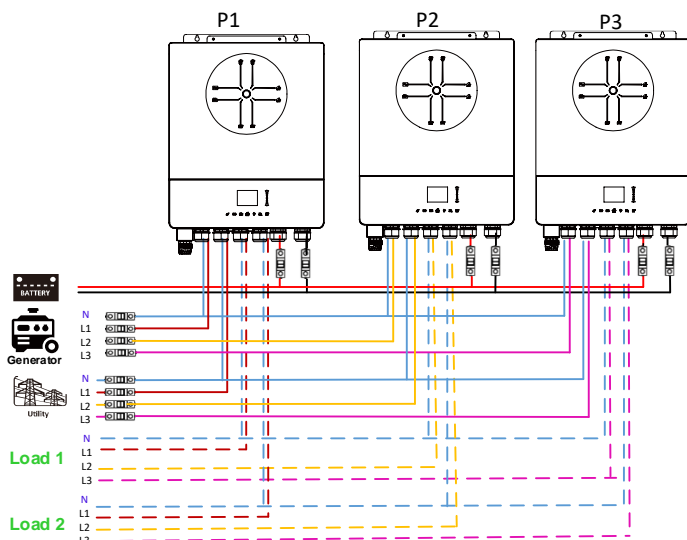 P1
P2
P3
BATTERY
N
L1
L2
L3
Generator
N
L1
L2
L3
Utility
N
L1
L2
L3
Load 1
N
L1
L2
Load 2